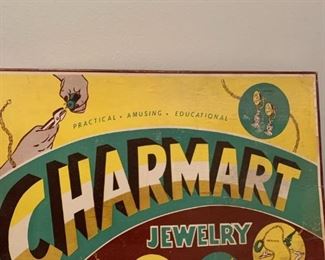 PRACTICAL • AMUSING • EDUCATIONAL
CHARMART
JEWELRY